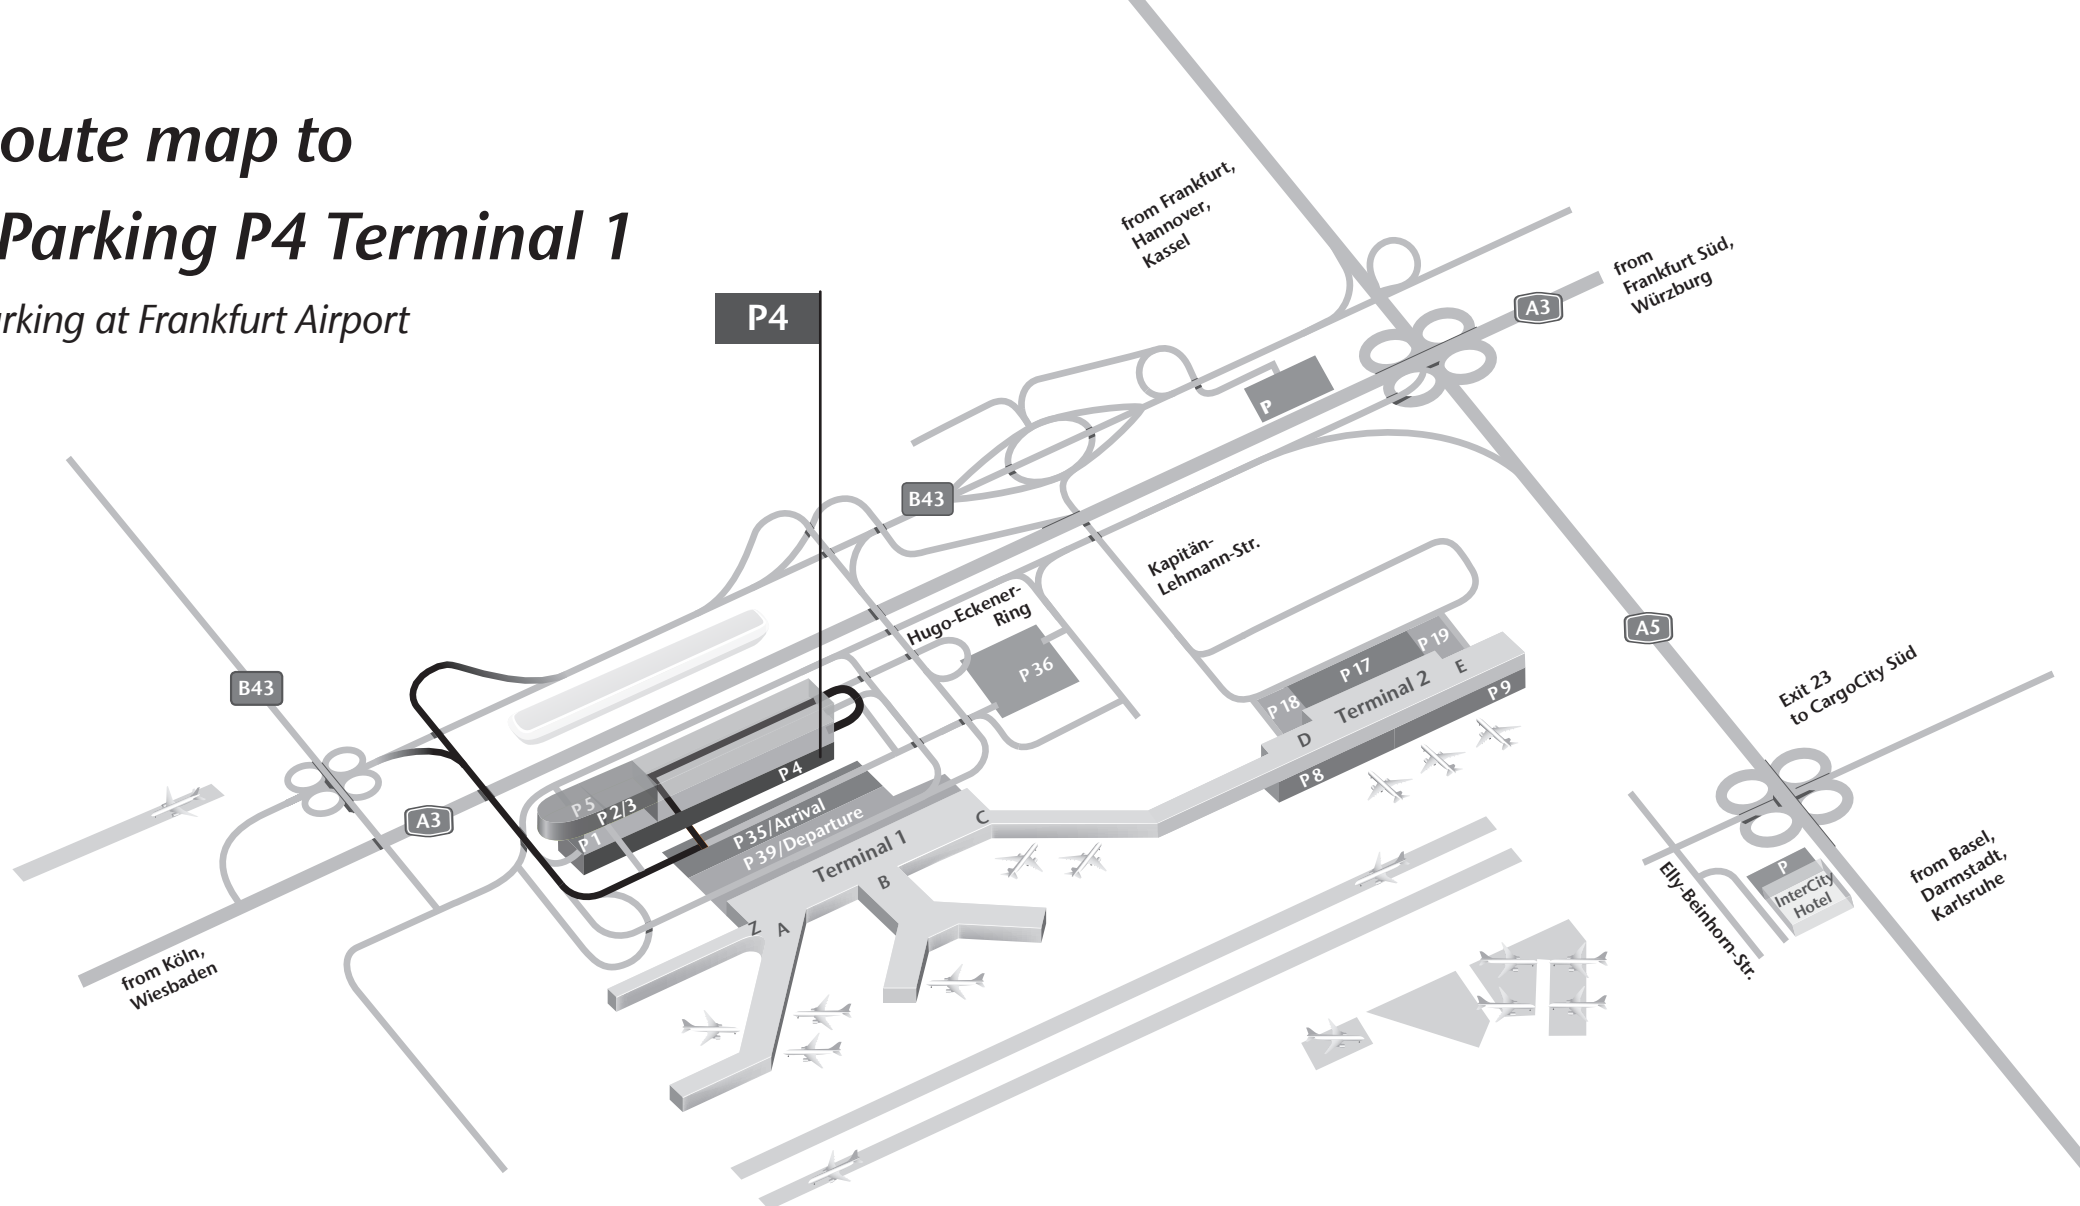 oute map to
Parking P4 Terminal 1
rking at Frankfurt Airport
P4
from Frankfurt,
Hannover,
Kassel
from
Frankfurt Süd,
Würzburg
A3
P
B43
Kapitän-
Lehmann-Str.
Hugo-Eckener-
Ring
P 36
A5
B43
P 19
P 17
P 18
Terminal 2
E
D
P 9
P 8
Exit 23
to CargoCity Süd
P 4
P 5
P 2/3
P 1
A3
P 35/Arrival
P 39/Departure
Terminal 1
C
B
Z
A
from Köln,
Wiesbaden
P
InterCity
Hotel
Elly-Beinhorn-Str.
from Basel,
Darmstadt,
Karlsruhe